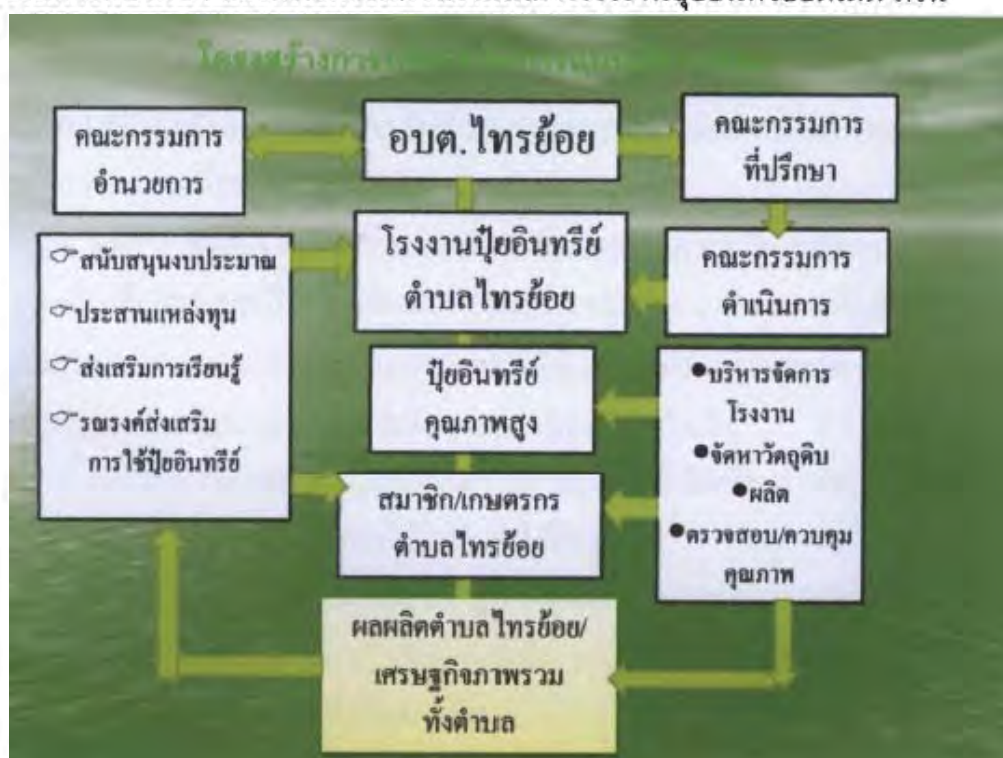 คณะกรรมการ
อำนวยการ
อบต.ไทรย้อย
คณะกรรมการ
ที่ปรึกษา
☞สนับสนุนงบประมาณ
☞ประสานแหล่งทุน
☞ส่งเสริมการเรียนรู้
☞รณรงค์ส่งเสริม
การใช้ปุ๋ยอินทรีย์
โรงงานปุ๋ยอินทรีย์
ตำบลไทรย้อย
คณะกรรมการ
ดำเนินการ
ปุ๋ยอินทรีย์
คุณภาพสูง
●บริหารจัดการ
โรงงาน
●จัดหาวัตถุดิบ
●ผลิต
●ตรวจสอบ/ควบคุม
คุณภาพ
สมาชิก/เกษตรกร
ตำบลไทรย้อย
ผลผลิตตำบลไทรย้อย/
เศรษฐกิจภาพรวม
ทั้งตำบล